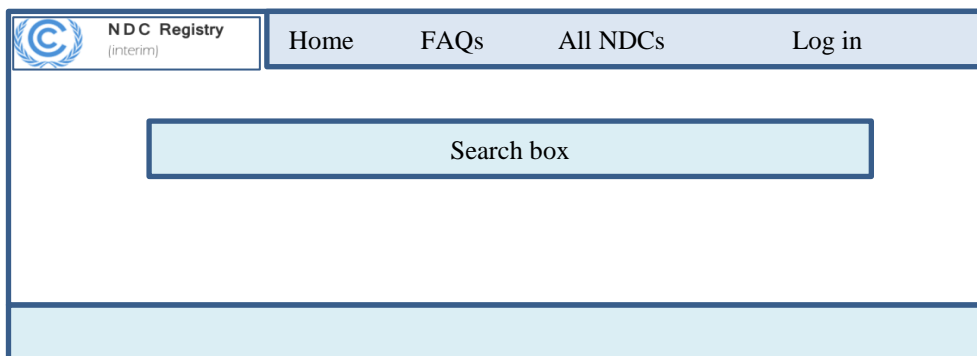 NDC Registry
(interim)
Home FAQs All NDCs Log in
Search box